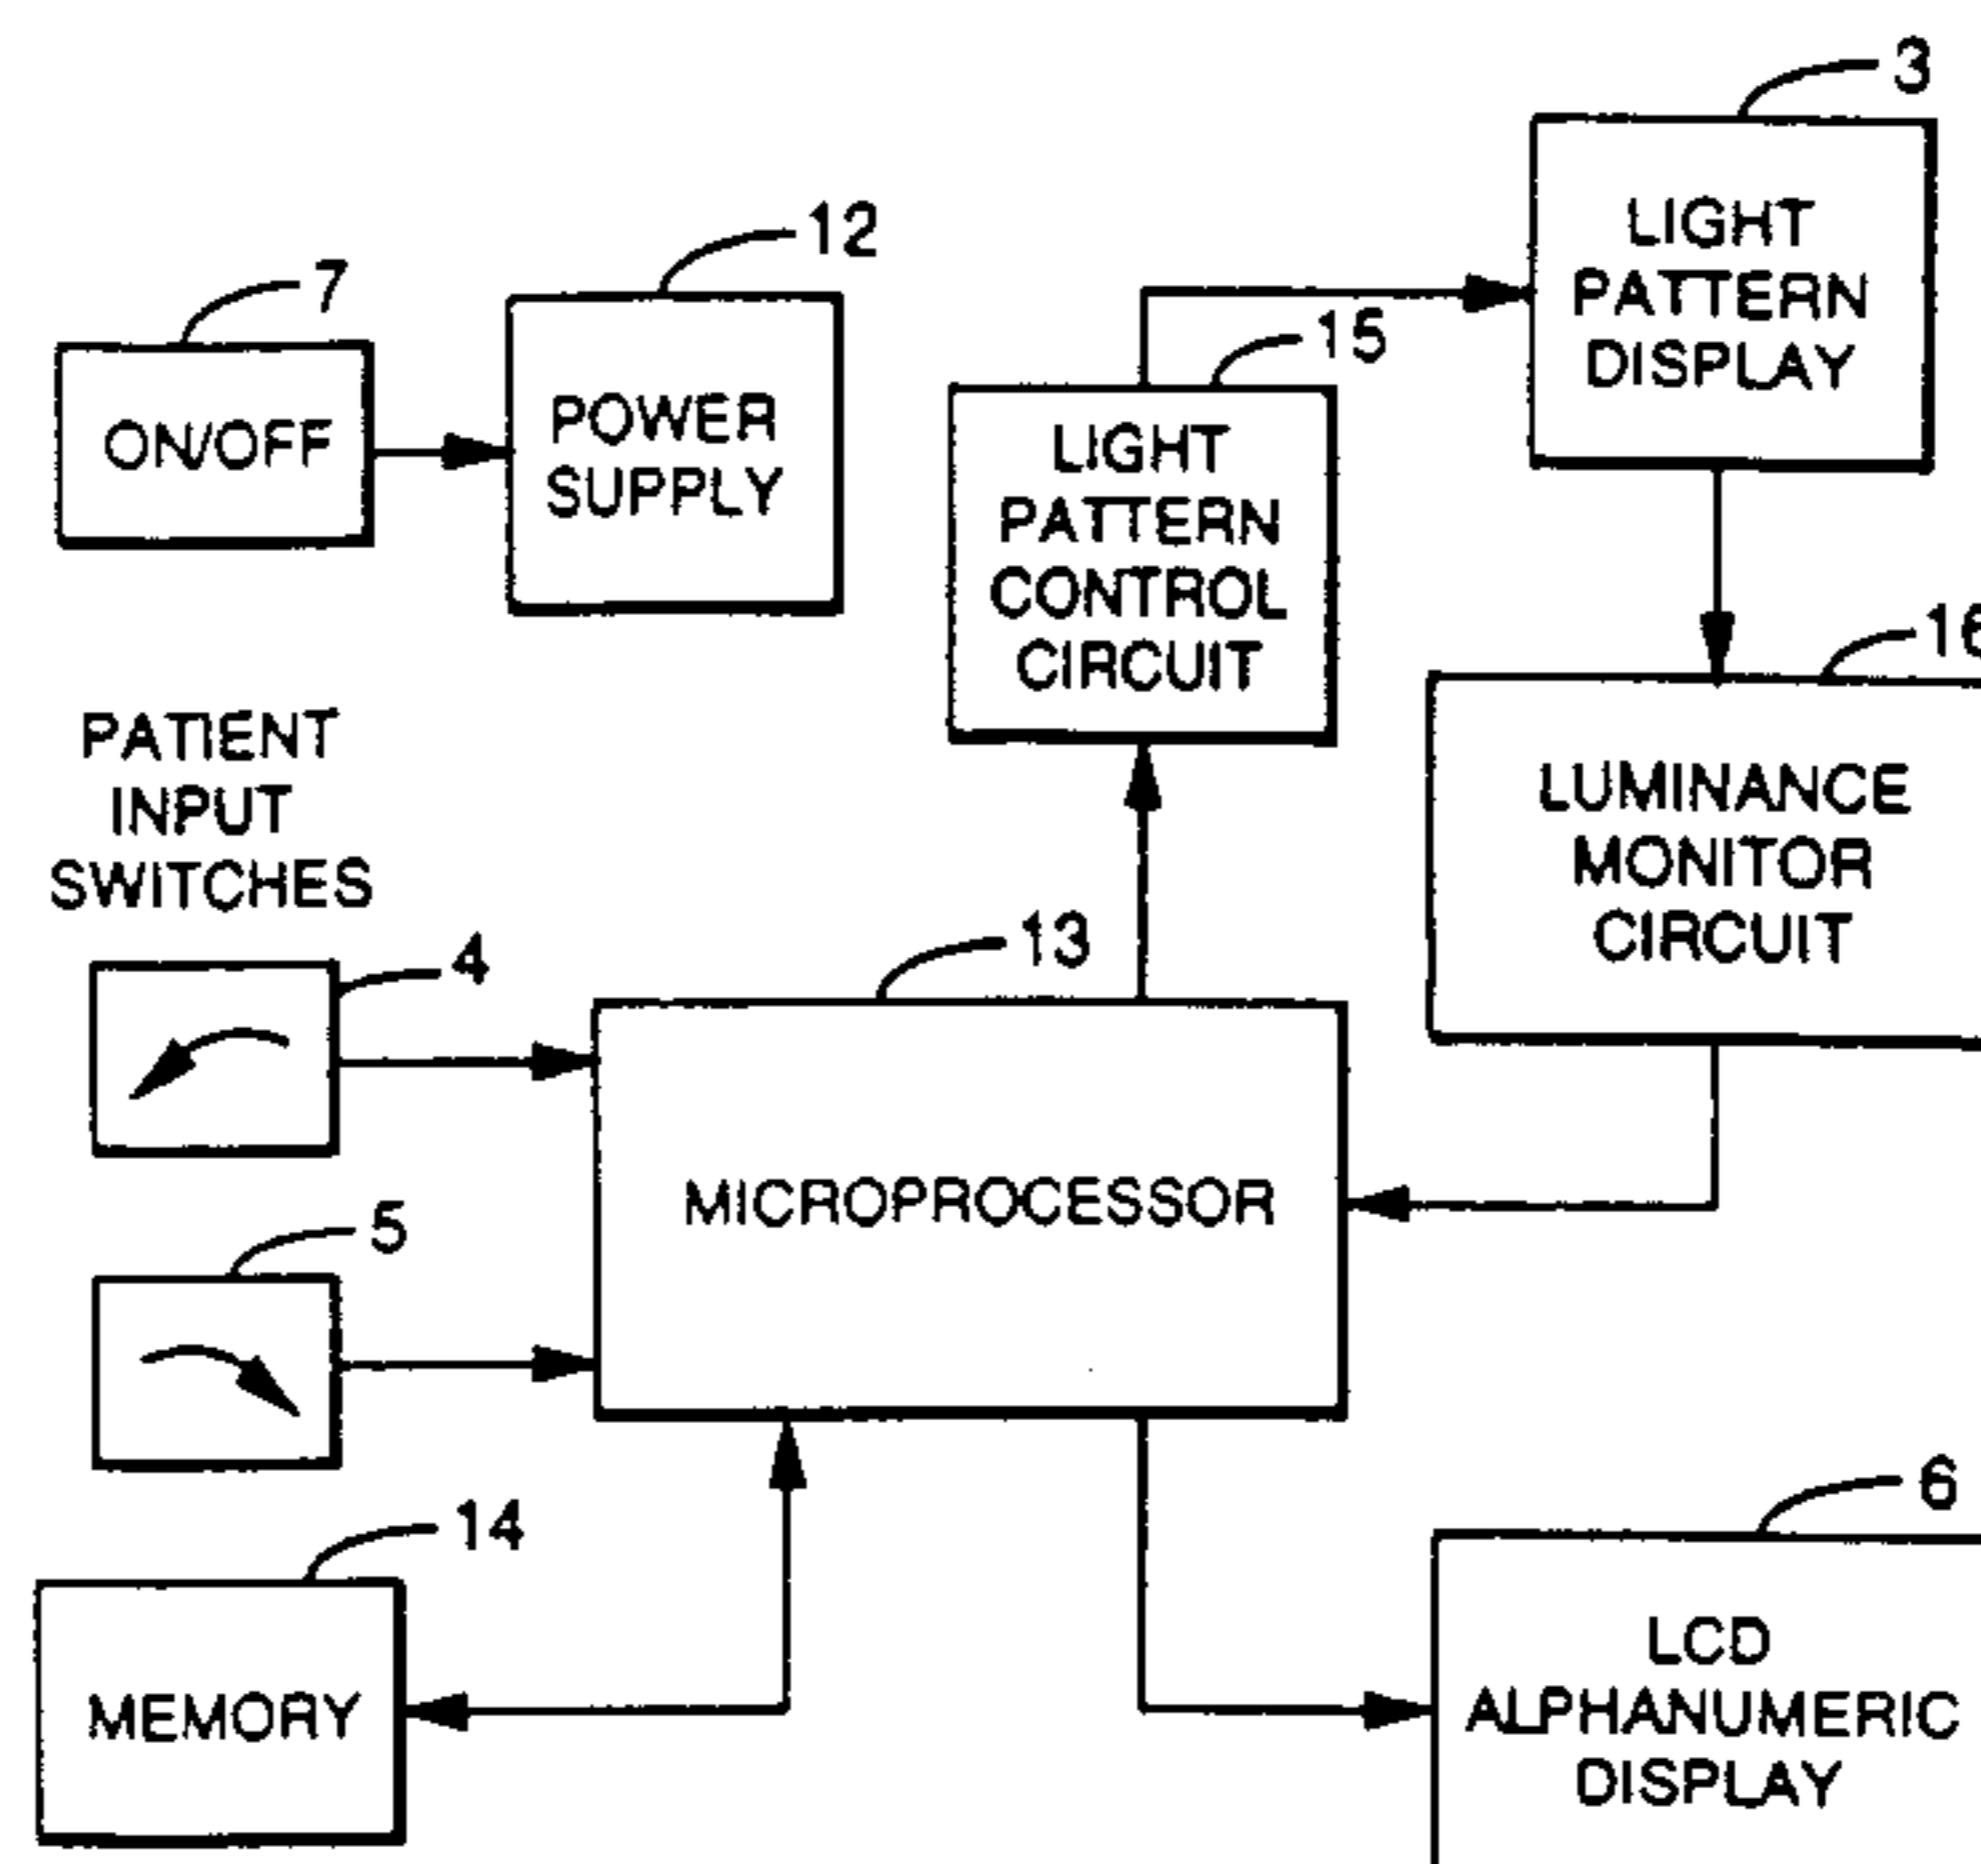 3
LIGHT
PATTERN
DISPLAY
12
POWER
SUPPLY
7
ON/OFF
15
LIGHT
PATTERN
CONTROL
CIRCUIT
16
LUMINANCE
MONITOR
CIRCUIT
PATIENT
INPUT
SWITCHES
4
13
MICROPROCESSOR
5
14
MEMORY
6
LCD
ALPHANUMERIC
DISPLAY